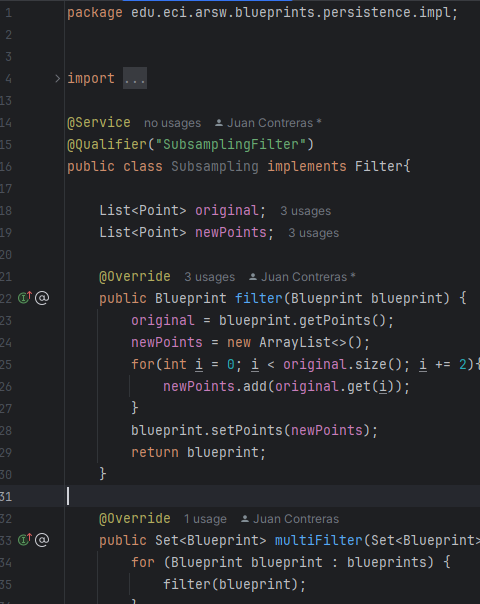 1 package edu.eci.arsw.blueprints.persistence.impl;
2
3
4 import ...
13
14 @Service no usages Juan Contreras *
15 @Qualifier("SubsamplingFilter")
16 public class Subsampling implements Filter{
17
18 List<Point> original; 3 usages
19 List<Point> newPoints; 3 usages
20
21 @Override 3 usages Juan Contreras *
22 public Blueprint filter(Blueprint blueprint) {
23 original = blueprint.getPoints();
24 newPoints = new ArrayList<>();
25 for(int i = 0; i < original.size(); i += 2){
26 newPoints.add(original.get(i));
27 }
28 blueprint.setPoints(newPoints);
29 return blueprint;
30 }
31
32 @Override 1 usage Juan Contreras
33 public Set<Blueprint> multiFilter(Set<Blueprint>
34 for (Blueprint blueprint : blueprints) {
35 filter(blueprint);
}